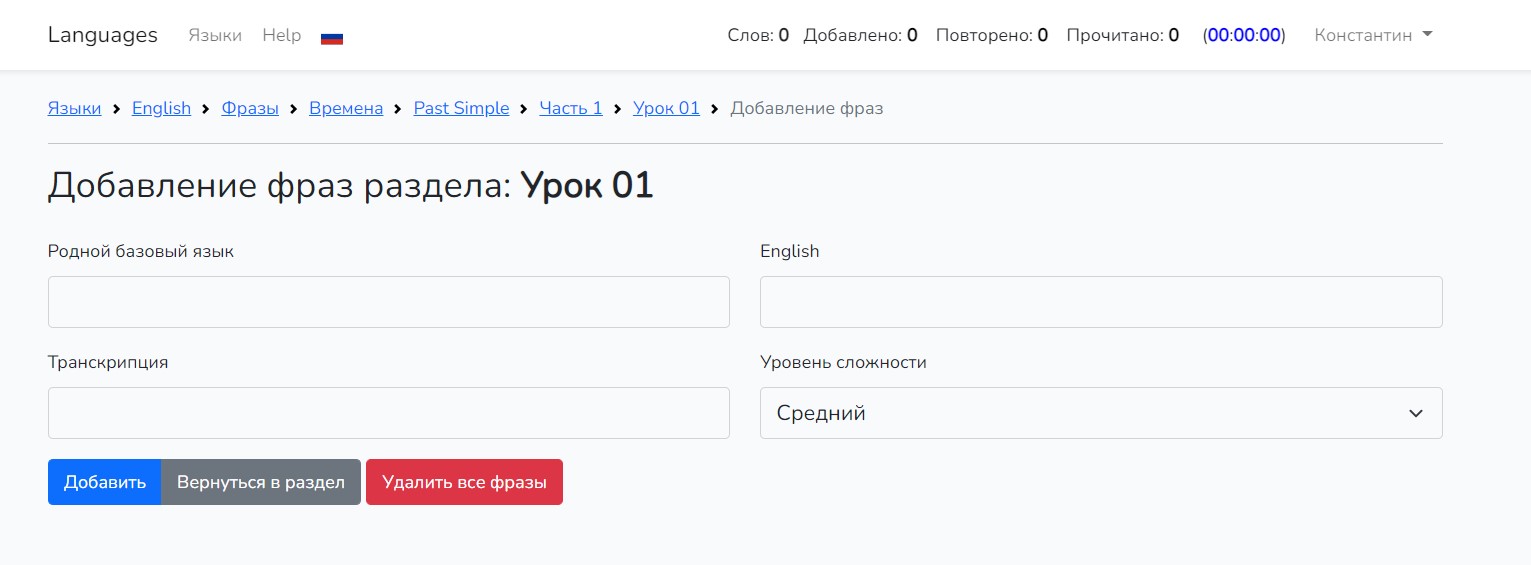 Languages Языки Help Слов: 0 Добавлено: 0 Повторено: 0 Прочитано: 0 (00:00:00) Константин
Языки English Фразы Времена Past Simple Часть 1 Урок 01 Добавление фраз
Добавление фраз раздела: Урок 01
Родной базовый язык English
Транскрипция Уровень сложности
Средний
Добавить Вернуться в раздел Удалить все фразы